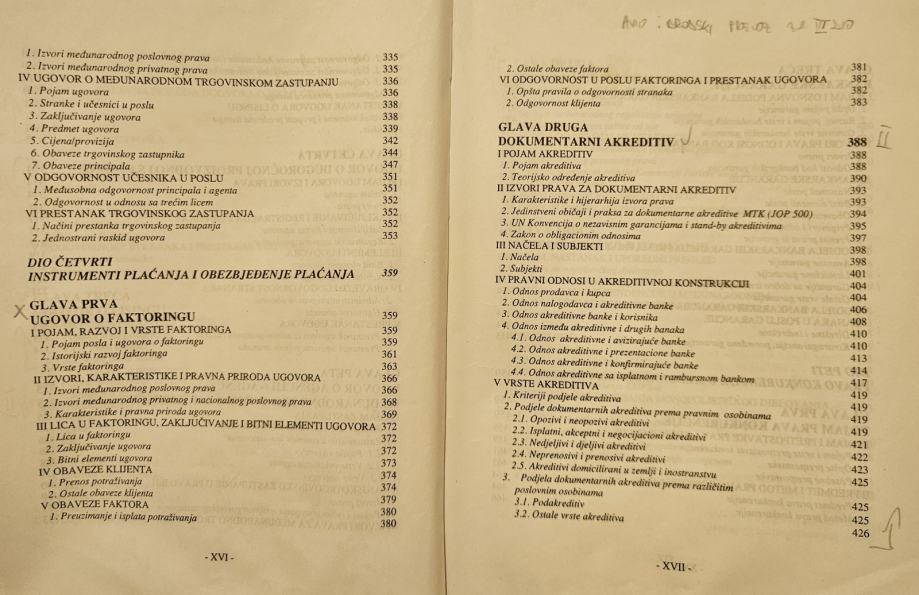 1. Izvori međunarodnog poslovnog prava 335
2. Izvori međunarodnog privatnog prava 335
IV UGOVOR O MEĐUNARODNOM TRGOVINSKOM ZASTUPANJU 336
1. Pojam ugovora 336
2. Stranke i učesnici u poslu 338
3. Zaključivanje ugovora 338
4. Predmet ugovora 339
5. Cijena/provizija 342
6. Obaveze trgovinskog zastupnika 344
7. Obaveze principala 347
V ODGOVORNOST UČESNIKA U POSLU 351
1. Međusobna odgovornost principala i agenta 351
2. Odgovornost u odnosu sa trećim licem 352
VI PRESTANAK TRGOVINSKOG ZASTUPANJA 352
1. Načini prestanka trgovinskog zastupanja 352
2. Jednostrani raskid ugovora 353
DIO ČETVRTI
INSTRUMENTI PLAĆANJA I OBEZBJEĐENJE PLAĆANJA 359
GLAVA PRVA
UGOVOR O FAKTORINGU 359
I POJAM, RAZVOJ I VRSTE FAKTORINGA 359
1. Pojam posla i ugovora o faktoringu 359
2. Istorijski razvoj faktoringa 361
3. Vrste faktoringa 363
II IZVORI, KARAKTERISTIKE I PRAVNA PRIRODA UGOVORA 366
1. Izvori međunarodnog poslovnog prava 366
2. Izvori međunarodnog privatnog i nacionalnog poslovnog prava 368
3. Karakteristike i pravna priroda ugovora 369
III LICA U FAKTORINGU, ZAKLJUČIVANJE I BITNI ELEMENTI UGOVORA 372
1. Lica u faktoringu 372
2. Zaključivanje ugovora 372
3. Bitni elementi ugovora 373
IV OBAVEZE KLIJENTA 374
1. Prenos potraživanja 374
2. Ostale obaveze klijenta 379
V OBAVEZE FAKTORA 380
1. Preuzimanje i isplata potraživanja 380
- XVI -
2. Ostale obaveze faktora 381
VI ODGOVORNOST U POSLU FAKTORINGA I PRESTANAK UGOVORA 382
1. Opšta pravila o odgovornosti stranaka 382
2. Odgovornost klijenta 383
GLAVA DRUGA
DOKUMENTARNI AKREDITIV 388 II
I POJAM AKREDITIV 388
1. Pojam akreditiva 388
2. Teorijsko određenje akreditiva 390
II IZVORI PRAVA ZA DOKUMENTARNI AKREDITIV 393
1. Karakteristike i hijerarhija izvora prava 393
2. Jedinstveni običaji i praksa za dokumentarne akreditive MTK (JOP 500) 394
3. UN Konvencija o nezavisnim garancijama i stand-by akreditivima 395
4. Zakon o obligacionim odnosima 397
III NAČELA I SUBJEKTI 398
1. Načela 398
2. Subjekti 401
IV PRAVNI ODNOSI U AKREDITIVNOJ KONSTRUKCIJI 404
1. Odnos prodavca i kupca 404
2. Odnos nalogodavca i akreditivne banke 406
3. Odnos akreditivne banke i korisnika 408
4. Odnos između akreditivne i drugih banaka 410
4.1. Odnos akreditivne i avizirajuće banke 410
4.2. Odnos akreditivne i prezentacione banke 413
4.3. Odnos akreditivne i konfirmirajuće banke 414
4.4. Odnos akreditivne sa isplatnom i rambursnom bankom 417
V VRSTE AKREDITIVA 419
1. Kriteriji podjele akreditiva 419
2. Podjele dokumentarnih akreditiva prema pravnim osobinama 419
2.1. Opozivi i neopozivi akreditivi 419
2.2. Isplatni, akceptni i negocijacioni akreditivi 421
2.3. Nedjeljivi i djeljivi akreditivi 422
2.4. Neprenosivi i prenosivi akreditivi 423
2.5. Akreditivi domicilirani u zemlji i inostranstvu 425
3. Podjela dokumentarnih akreditiva prema različitim
poslovnim osobinama 425
3.1. Podakreditiv 425
3.2. Ostale vrste akreditiva 426
- XVII -